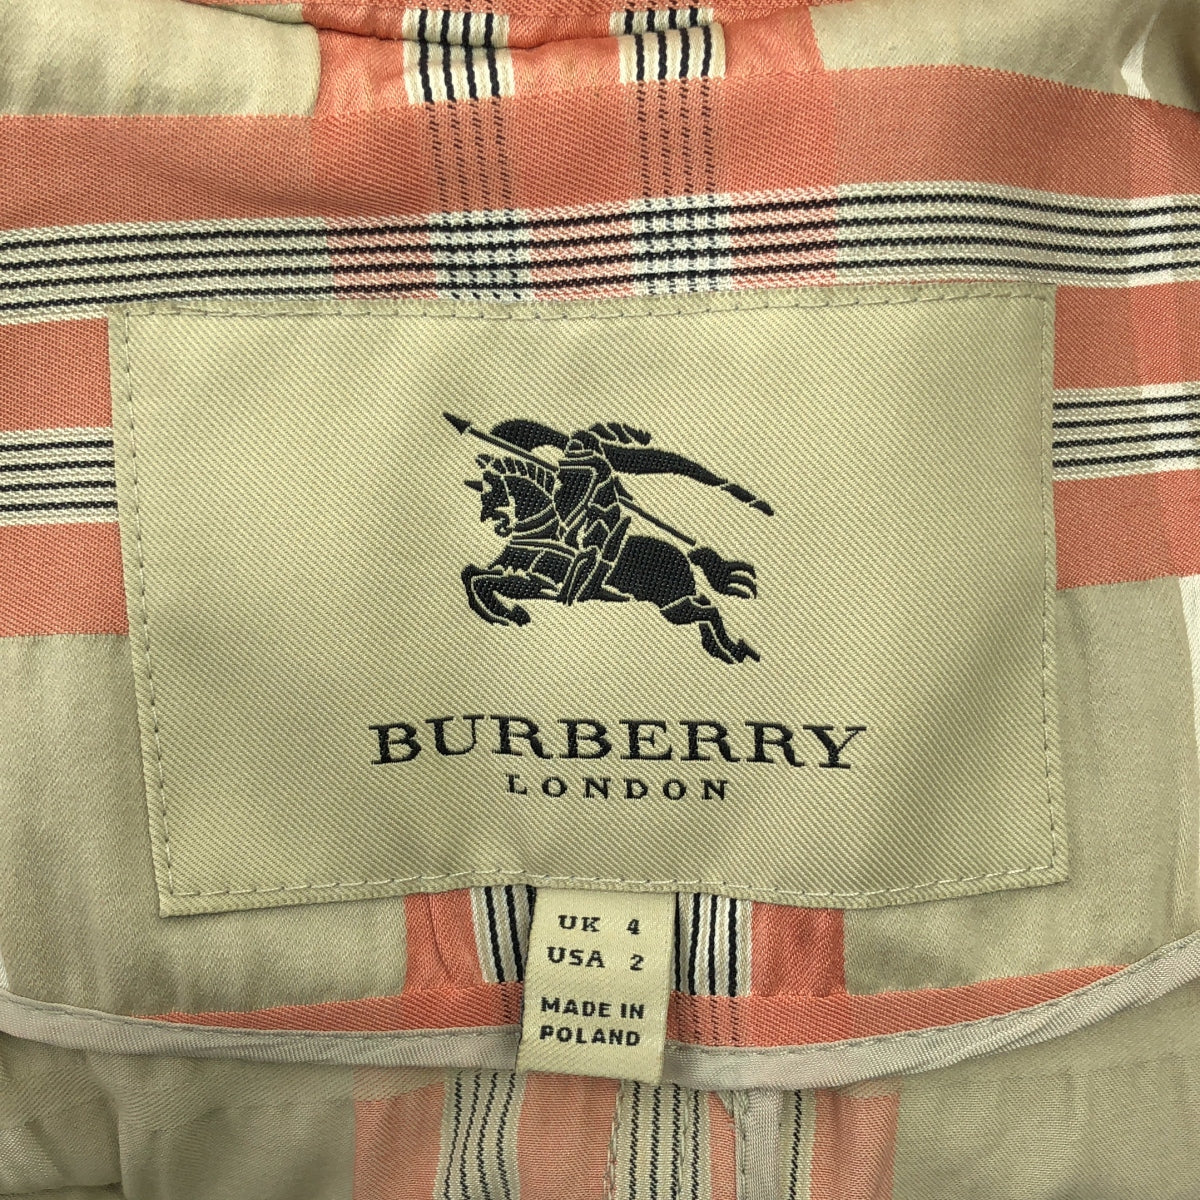 BURBERRY
LONDON
UK 4
USA 2
MADE IN
POLAND